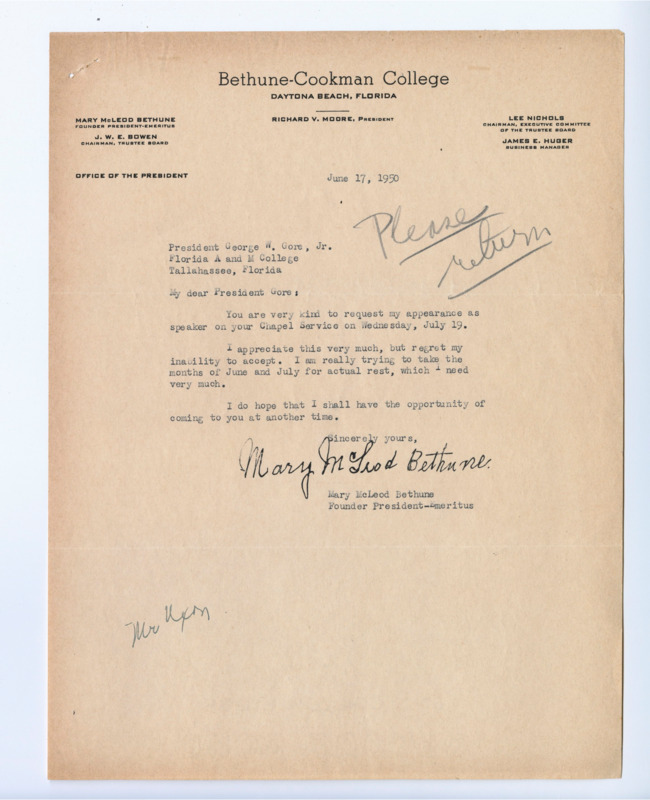 Bethune-Cookman College
DAYTONA BEACH, FLORIDA
RICHARD V. MOORE, PRESIDENT
MARY McLEOD BETHUNE
FOUNDER PRESIDENT-EMERITUS
J. W. E. BOWEN
CHAIRMAN, TRUSTEE BOARD
LEE NICHOLS
CHAIRMAN, EXECUTIVE COMMITTEE
OF THE TRUSTEE BOARD
JAMES E. HUGER
BUSINESS MANAGER
OFFICE OF THE PRESIDENT
June 17, 1950
Please
return
President George W. Gore, Jr.
Florida A and M College
Tallahassee, Florida
My dear President Gore:
You are very kind to request my appearance as
speaker on your Chapel Service on Wednesday, July 19.
I appreciate this very much, but regret my
inability to accept. I am really trying to take the
months of June and July for actual rest, which I need
very much.
I do hope that I shall have the opportunity of
coming to you at another time.
Sincerely yours,
Mary McLeod Bethune.
Mary McLeod Bethune
Founder President-Emeritus
Mr